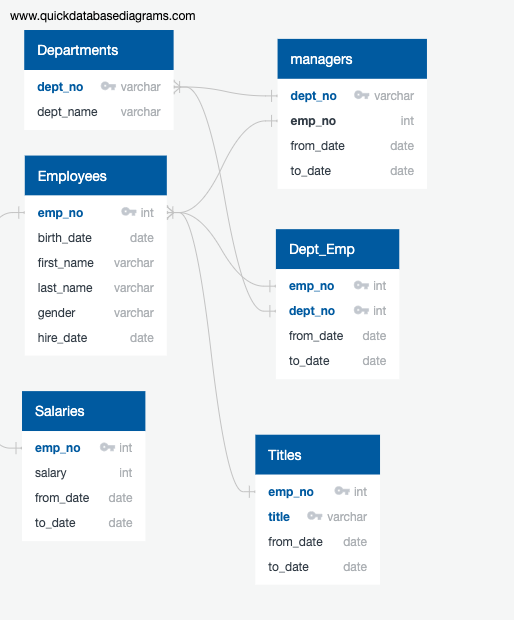 www.quickdatabasediagrams.com
Departments
dept_no varchar
dept_name varchar
managers
dept_no varchar
emp_no int
from_date date
to_date date
Employees
emp_no int
birth_date date
first_name varchar
last_name varchar
gender varchar
hire_date date
Dept_Emp
emp_no int
dept_no int
from_date date
to_date date
Salaries
emp_no int
salary int
from_date date
to_date date
Titles
emp_no int
title varchar
from_date date
to_date date